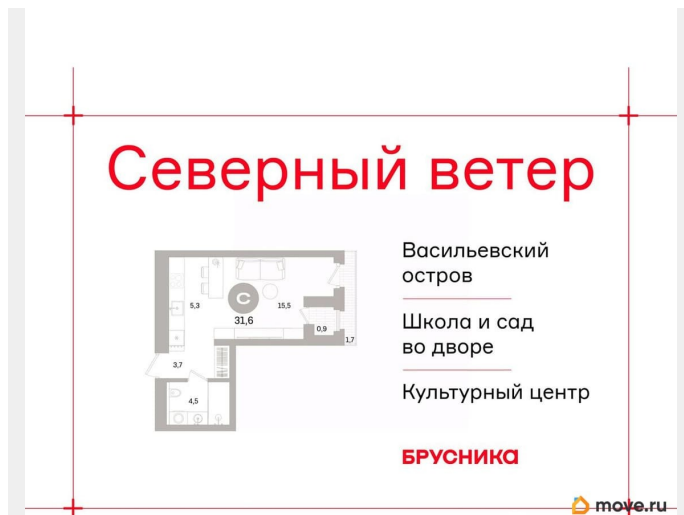 Северный ветер
Васильевский
остров
Школа и сад
во дворе
Культурный центр
БРУСНИКА
5,3
С
15,5
31,6
0,9
1,7
3,7
4,5
move.ru